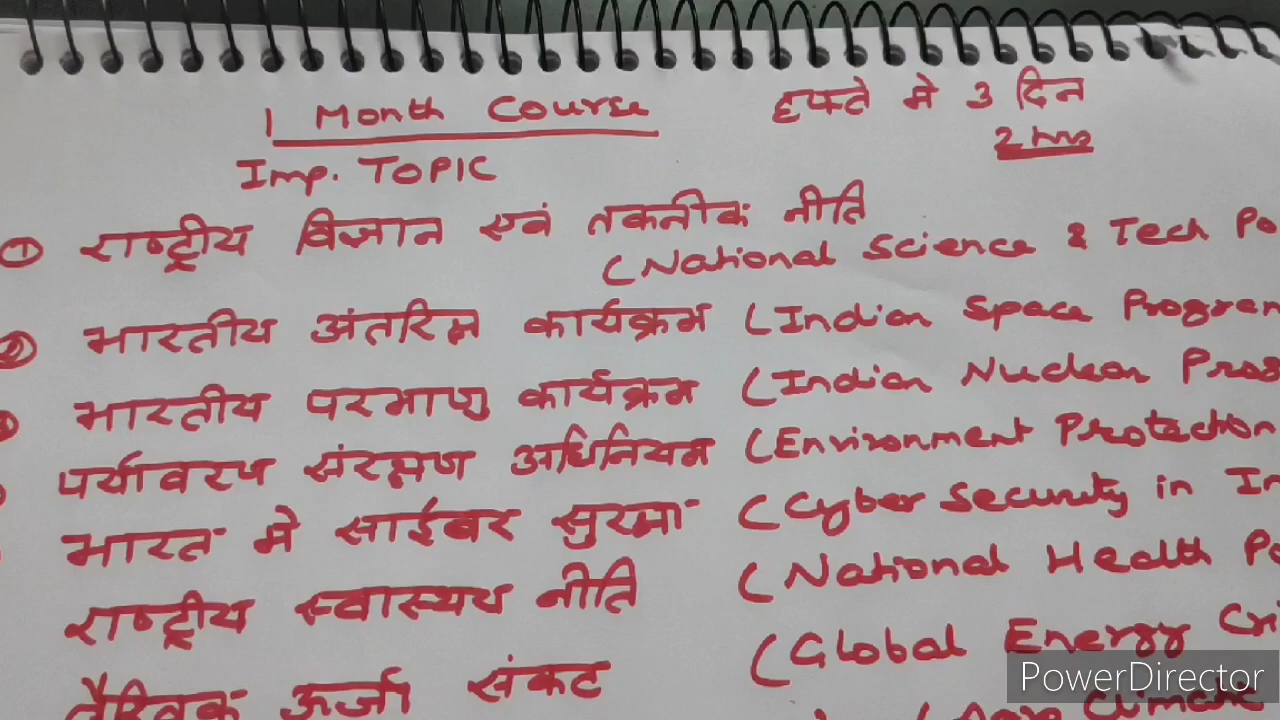 1 Month Course हफ्ते मे 3 दिन
2 hrs
Imp. TOPIC
① राष्ट्रीय विज्ञान एवं तकनीक नीति
(National Science & Tech Po
② भारतीय अंतरिक्ष कार्यक्रम (Indian Space Program
भारतीय परमाणु कार्यक्रम (Indian Nuclear Prog
पर्यावरण संरक्षण अधिनियम (Environment Protection
भारत मे साईबर सुरक्षा (Cyber Security in In
राष्ट्रीय स्वास्थय नीति (National Health Po
वैश्विक ऊर्जा संकट (Global Energy Cri
Climate
PowerDirector